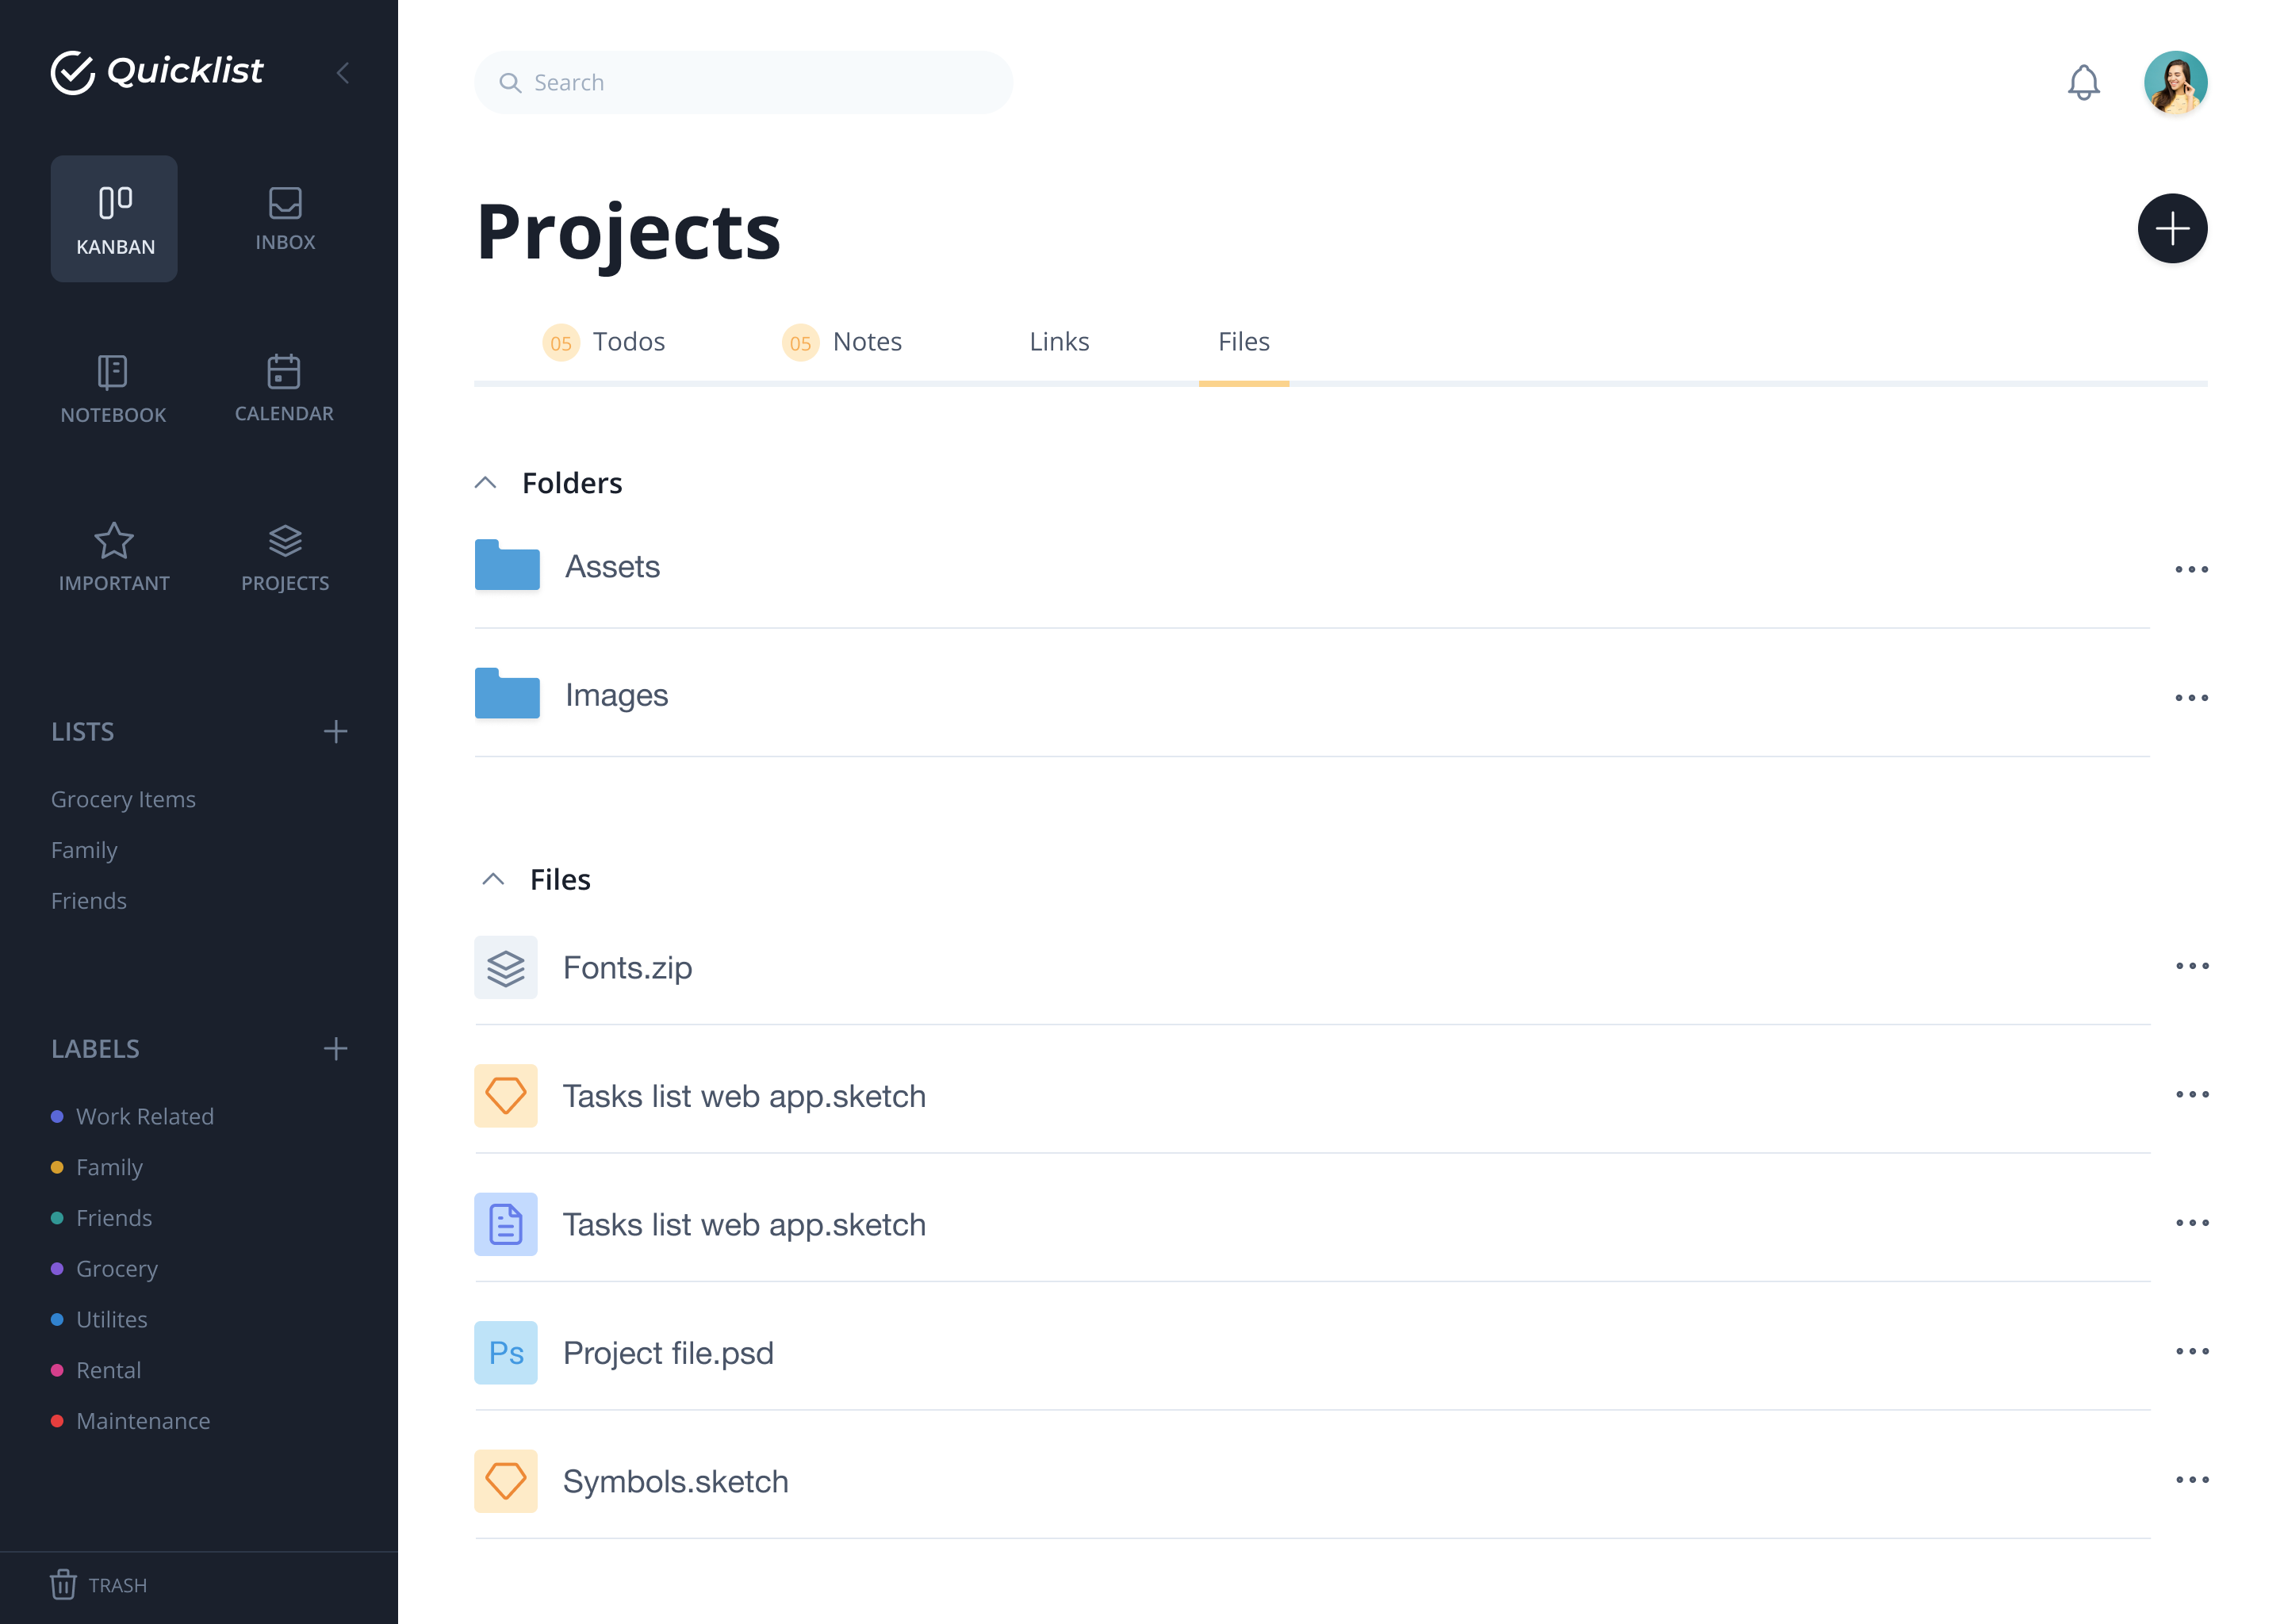 Quicklist
KANBAN
INBOX
NOTEBOOK
CALENDAR
IMPORTANT
PROJECTS
LISTS
Grocery Items
Family
Friends
LABELS
Work Related
Family
Friends
Grocery
Utilites
Rental
Maintenance
TRASH
Search
Projects
05 Todos
05 Notes
Links
Files
Folders
Assets
Images
Files
Fonts.zip
Tasks list web app.sketch
Tasks list web app.sketch
Ps Project file.psd
Symbols.sketch